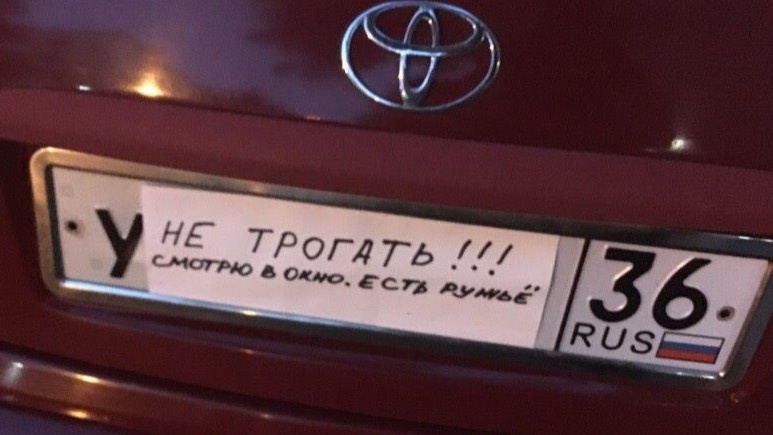 У
НЕ ТРОГАТЬ!!!
СМОТРЮ В ОКНО. ЕСТЬ РУЖЬЁ
36
RUS